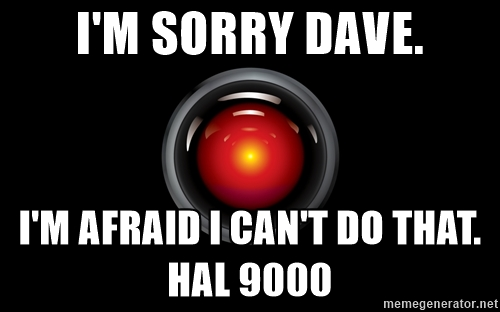 I'M SORRY DAVE.
I'M AFRAID I CAN'T DO THAT.
HAL 9000
memegenerator.net